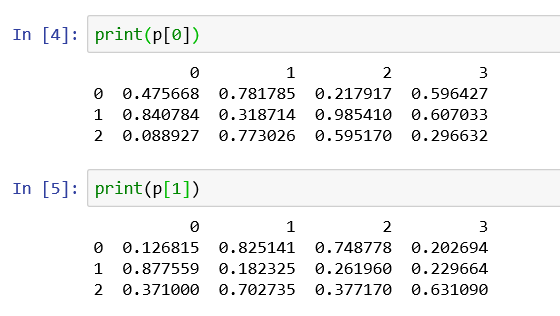 In [4]: print(p[0])
0 1 2 3
0 0.475668 0.781785 0.217917 0.596427
1 0.840784 0.318714 0.985410 0.607033
2 0.088927 0.773026 0.595170 0.296632
In [5]: print(p[1])
0 1 2 3
0 0.126815 0.825141 0.748778 0.202694
1 0.877559 0.182325 0.261960 0.229664
2 0.371000 0.702735 0.377170 0.631090